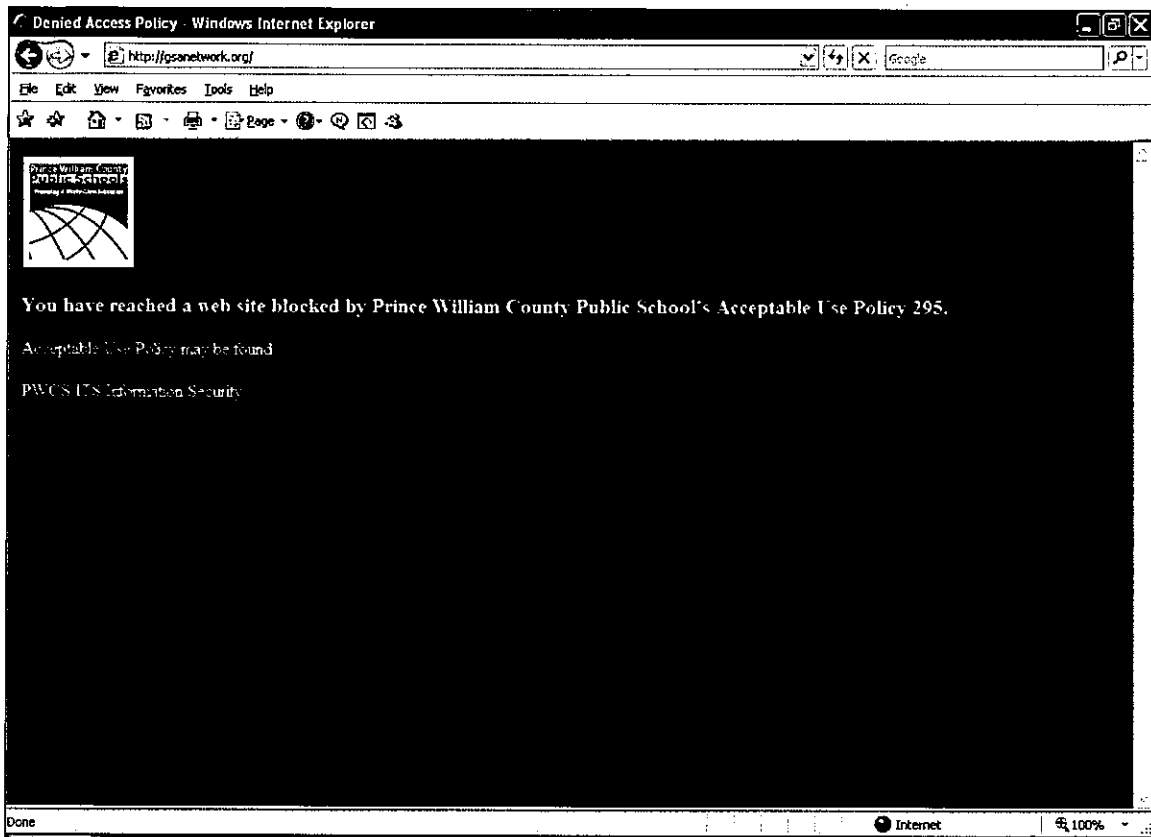 Denied Access Policy - Windows Internet Explorer
http://gsanetwork.org/
Google
File Edit View Favorites Tools Help
Page
Prince William County
Public Schools
You have reached a web site blocked by Prince William County Public School's Acceptable Use Policy 295.
Acceptable Use Policy may be found
PWCS ITS Information Security
Done
Internet
100%